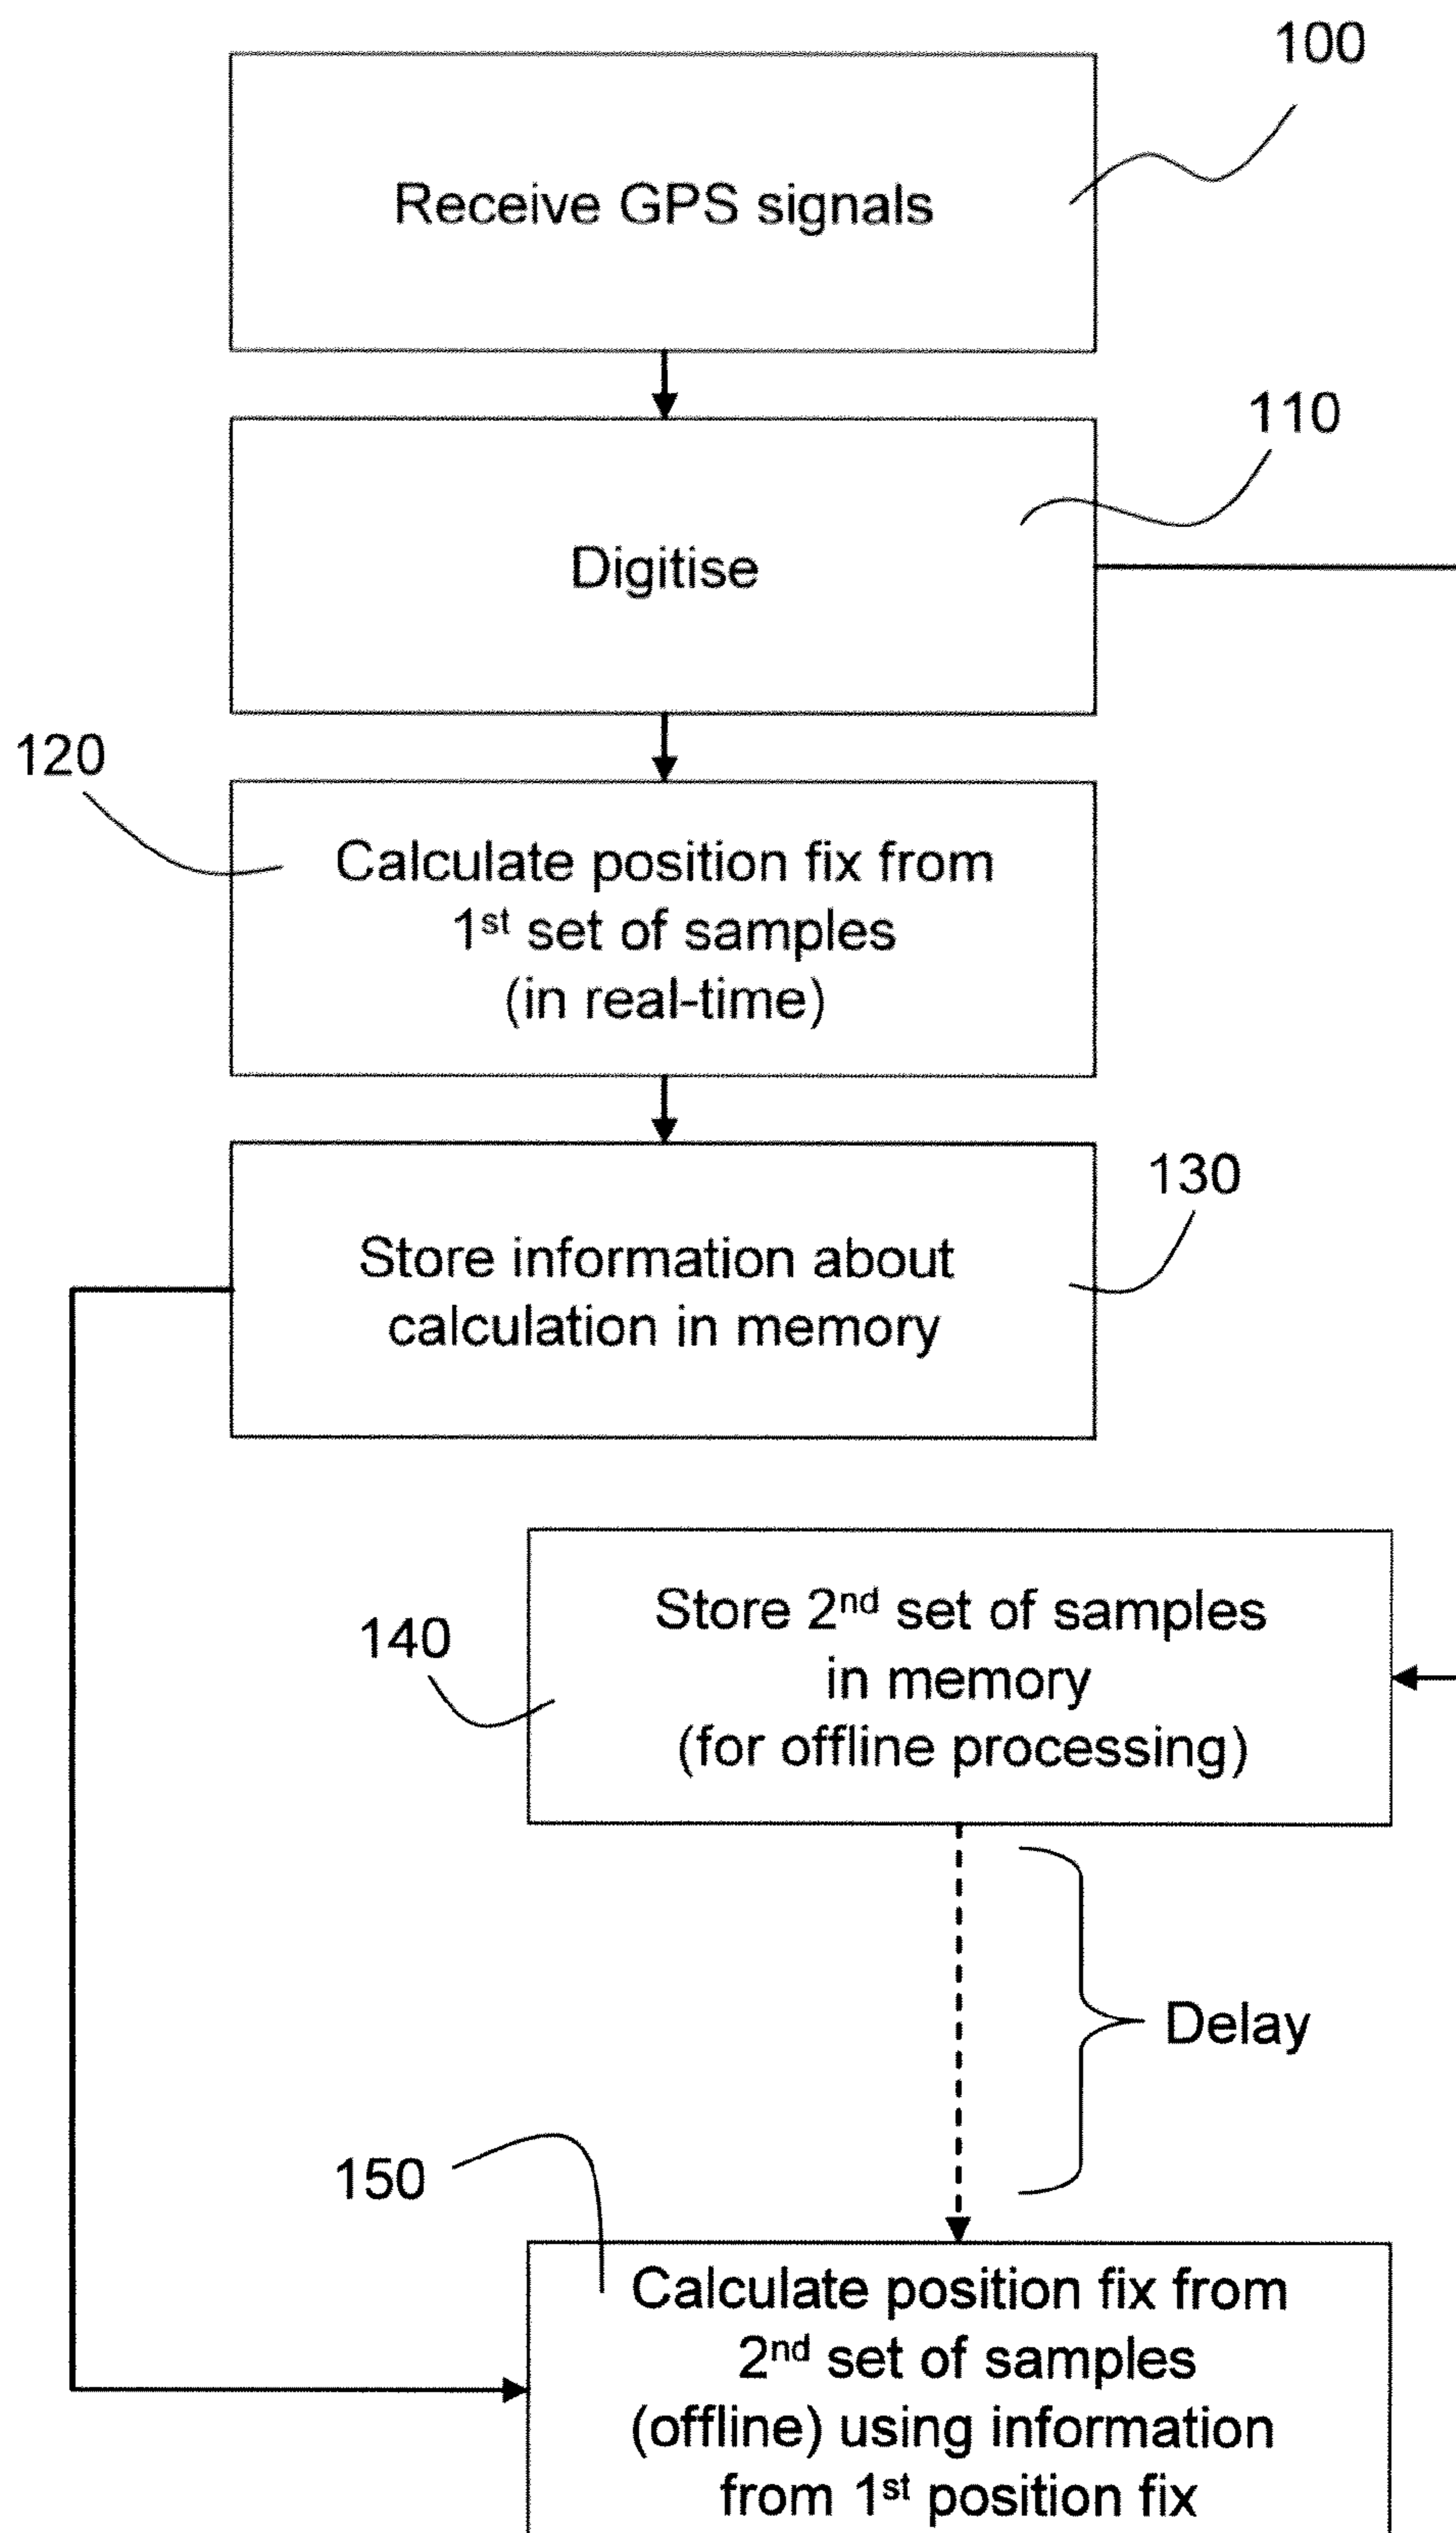 100
Receive GPS signals
110
Digitise
120
Calculate position fix from
1st set of samples
(in real-time)
130
Store information about
calculation in memory
140
Store 2nd set of samples
in memory
(for offline processing)
Delay
150
Calculate position fix from
2nd set of samples
(offline) using information
from 1st position fix